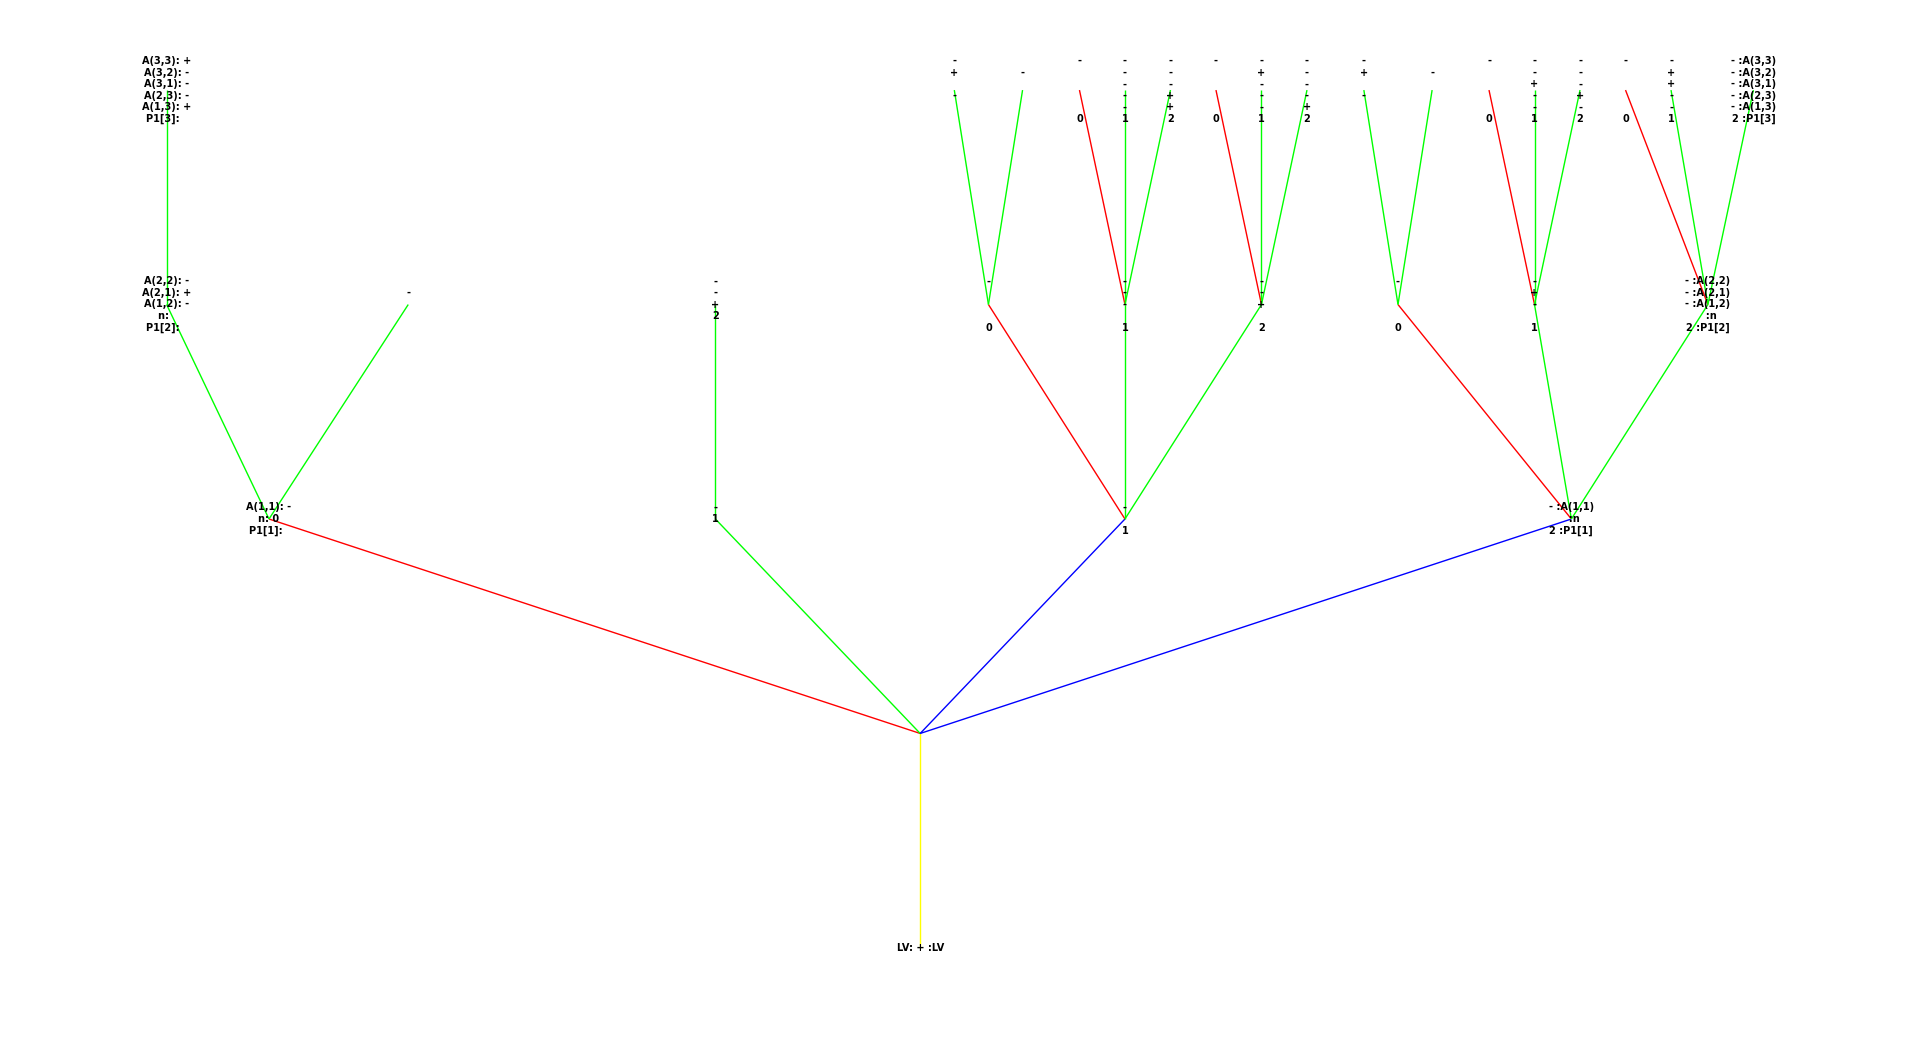 A(3,3): + - - - - - - - - - - - - - - :A(3,3)
A(3,2): - + - - - + - + - - - + - :A(3,2)
A(3,1): - - - - - + - + - :A(3,1)
A(2,3): - - - + - - - - + - - :A(2,3)
A(1,3): + - + - + - - - - :A(1,3)
P1[3]: 0 1 2 0 1 2 0 1 2 0 1 2 :P1[3]
A(2,2): - - - - - - - - :A(2,2)
A(2,1): + - - - - + - :A(2,1)
A(1,2): - + - + - - :A(1,2)
n: 2 :n
P1[2]: 0 1 2 0 1 2 :P1[2]
A(1,1): - - - - :A(1,1)
n: 0 1 :n
P1[1]: 1 2 :P1[1]
LV: + :LV